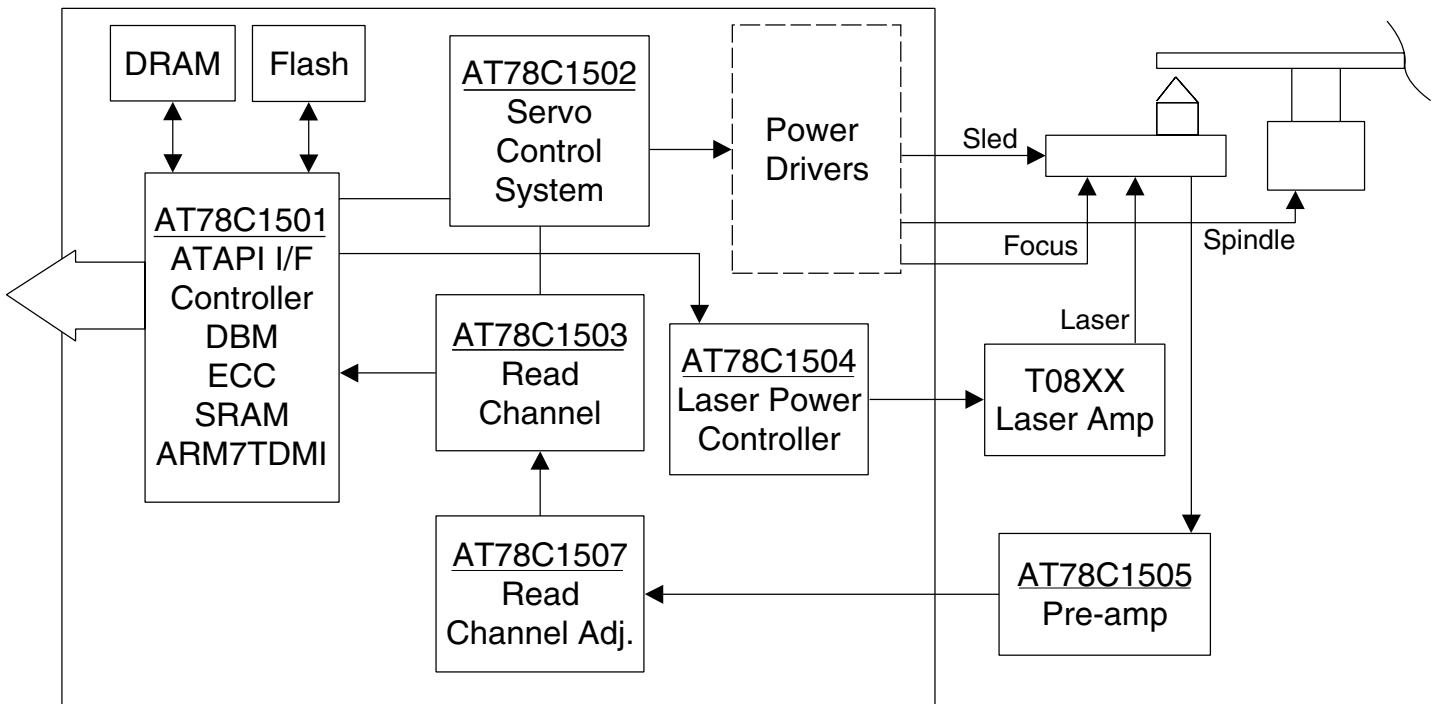 DRAM
Flash
AT78C1502
Servo
Control
System
Power
Drivers
Sled
Focus
Spindle
AT78C1501
ATAPI I/F
Controller
DBM
ECC
SRAM
ARM7TDMI
AT78C1503
Read
Channel
AT78C1504
Laser Power
Controller
Laser
T08XX
Laser Amp
AT78C1507
Read
Channel Adj.
AT78C1505
Pre-amp